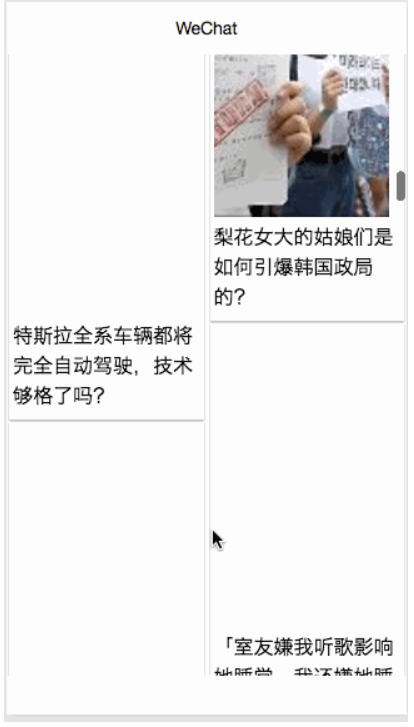 WeChat
梨花女大的姑娘们是
如何引爆韩国政局
的?
特斯拉全系车辆都将
完全自动驾驶，技术
够格了吗?
「室友嫌我听歌影响